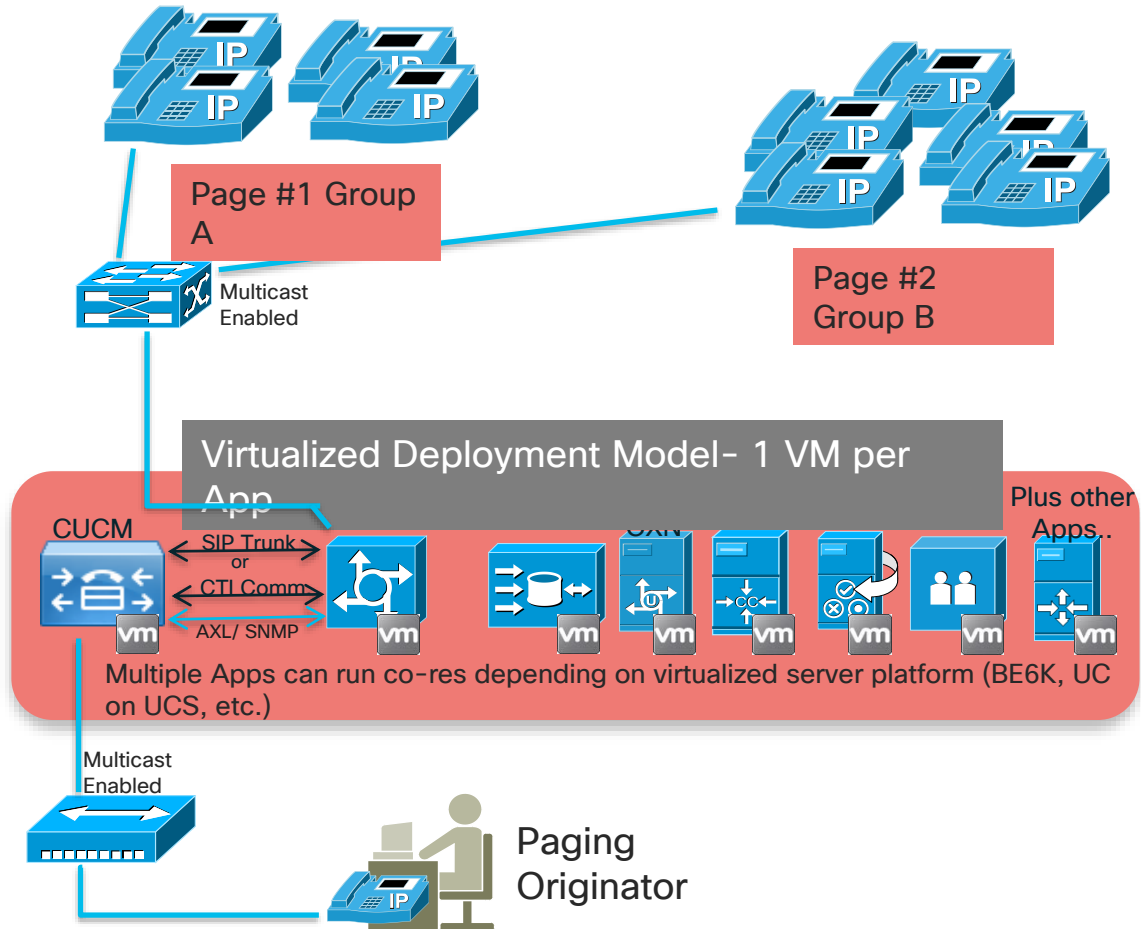 IP
IP
IP
IP
IP
IP
IP
IP
IP
Page #1 Group
A
Page #2
Group B
Multicast
Enabled
Virtualized Deployment Model- 1 VM per
App
Plus other
Apps..
CUCM
SIP Trunk
or
CTI Comm
AXL/ SNMP
U
CC
vm
vm
vm
vm
vm
vm
vm
vm
Multiple Apps can run co-res depending on virtualized server platform (BE6K, UC
on UCS, etc.)
Multicast
Enabled
IP
Paging
Originator